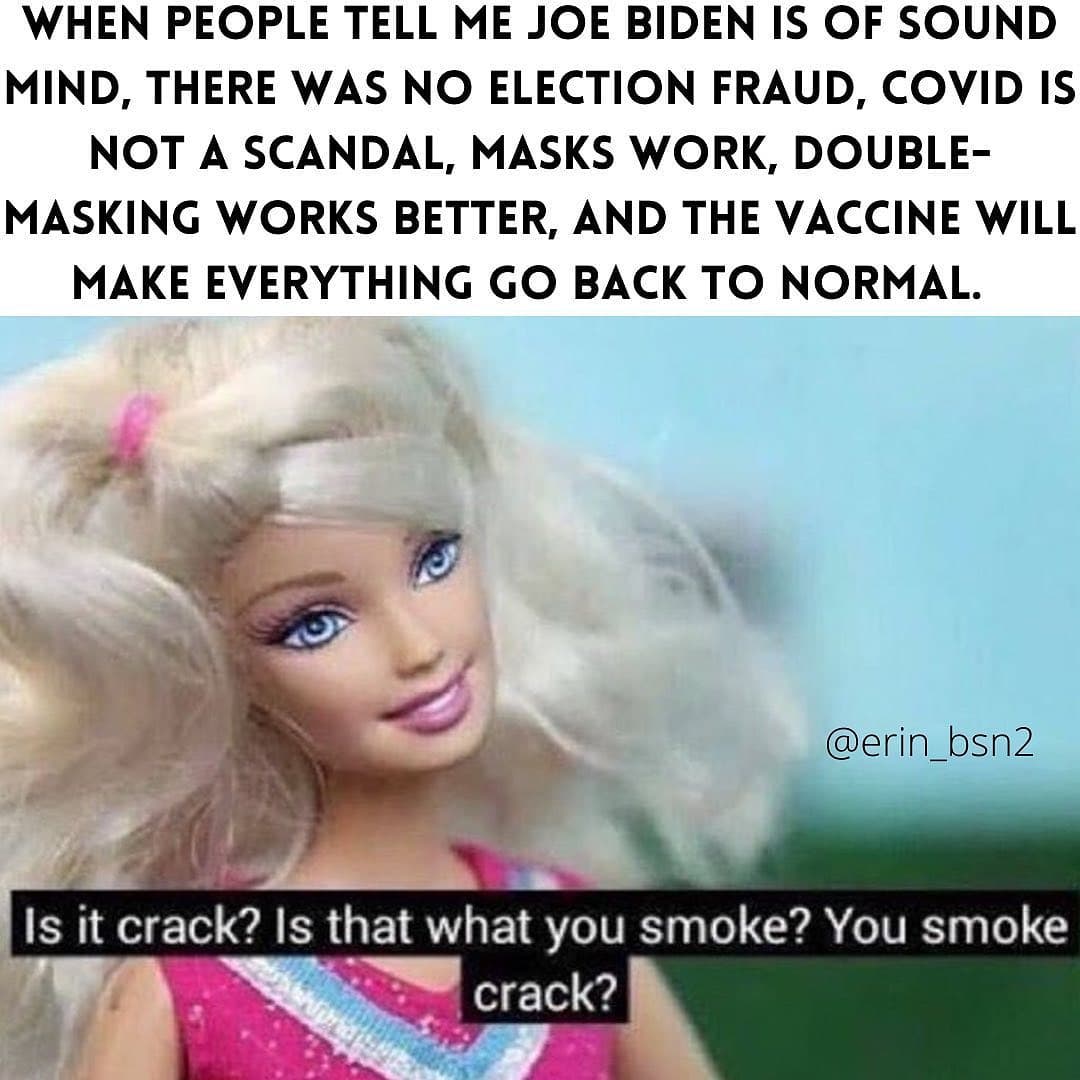 WHEN PEOPLE TELL ME JOE BIDEN IS OF SOUND
MIND, THERE WAS NO ELECTION FRAUD, COVID IS
NOT A SCANDAL, MASKS WORK, DOUBLE-
MASKING WORKS BETTER, AND THE VACCINE WILL
MAKE EVERYTHING GO BACK TO NORMAL.
@erin_bsn2
Is it crack? Is that what you smoke? You smoke
crack?